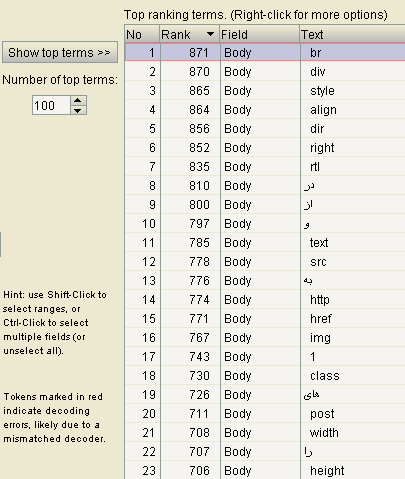 Top ranking terms. (Right-click for more options)
Show top terms >>
Number of top terms:
100
Hint: use Shift-Click to
select ranges, or
Ctrl-Click to select
multiple fields (or
unselect all).
Tokens marked in red
indicate decoding
errors, likely due to a
mismatched decoder.
No Rank Field Text
1 871 Body br
2 870 Body div
3 865 Body style
4 864 Body align
5 856 Body dir
6 852 Body right
7 835 Body rtl
8 810 Body در
9 800 Body از
10 797 Body و
11 785 Body text
12 778 Body src
13 776 Body به
14 774 Body http
15 771 Body href
16 767 Body img
17 743 Body 1
18 730 Body class
19 726 Body های
20 711 Body post
21 708 Body width
22 707 Body را
23 706 Body height